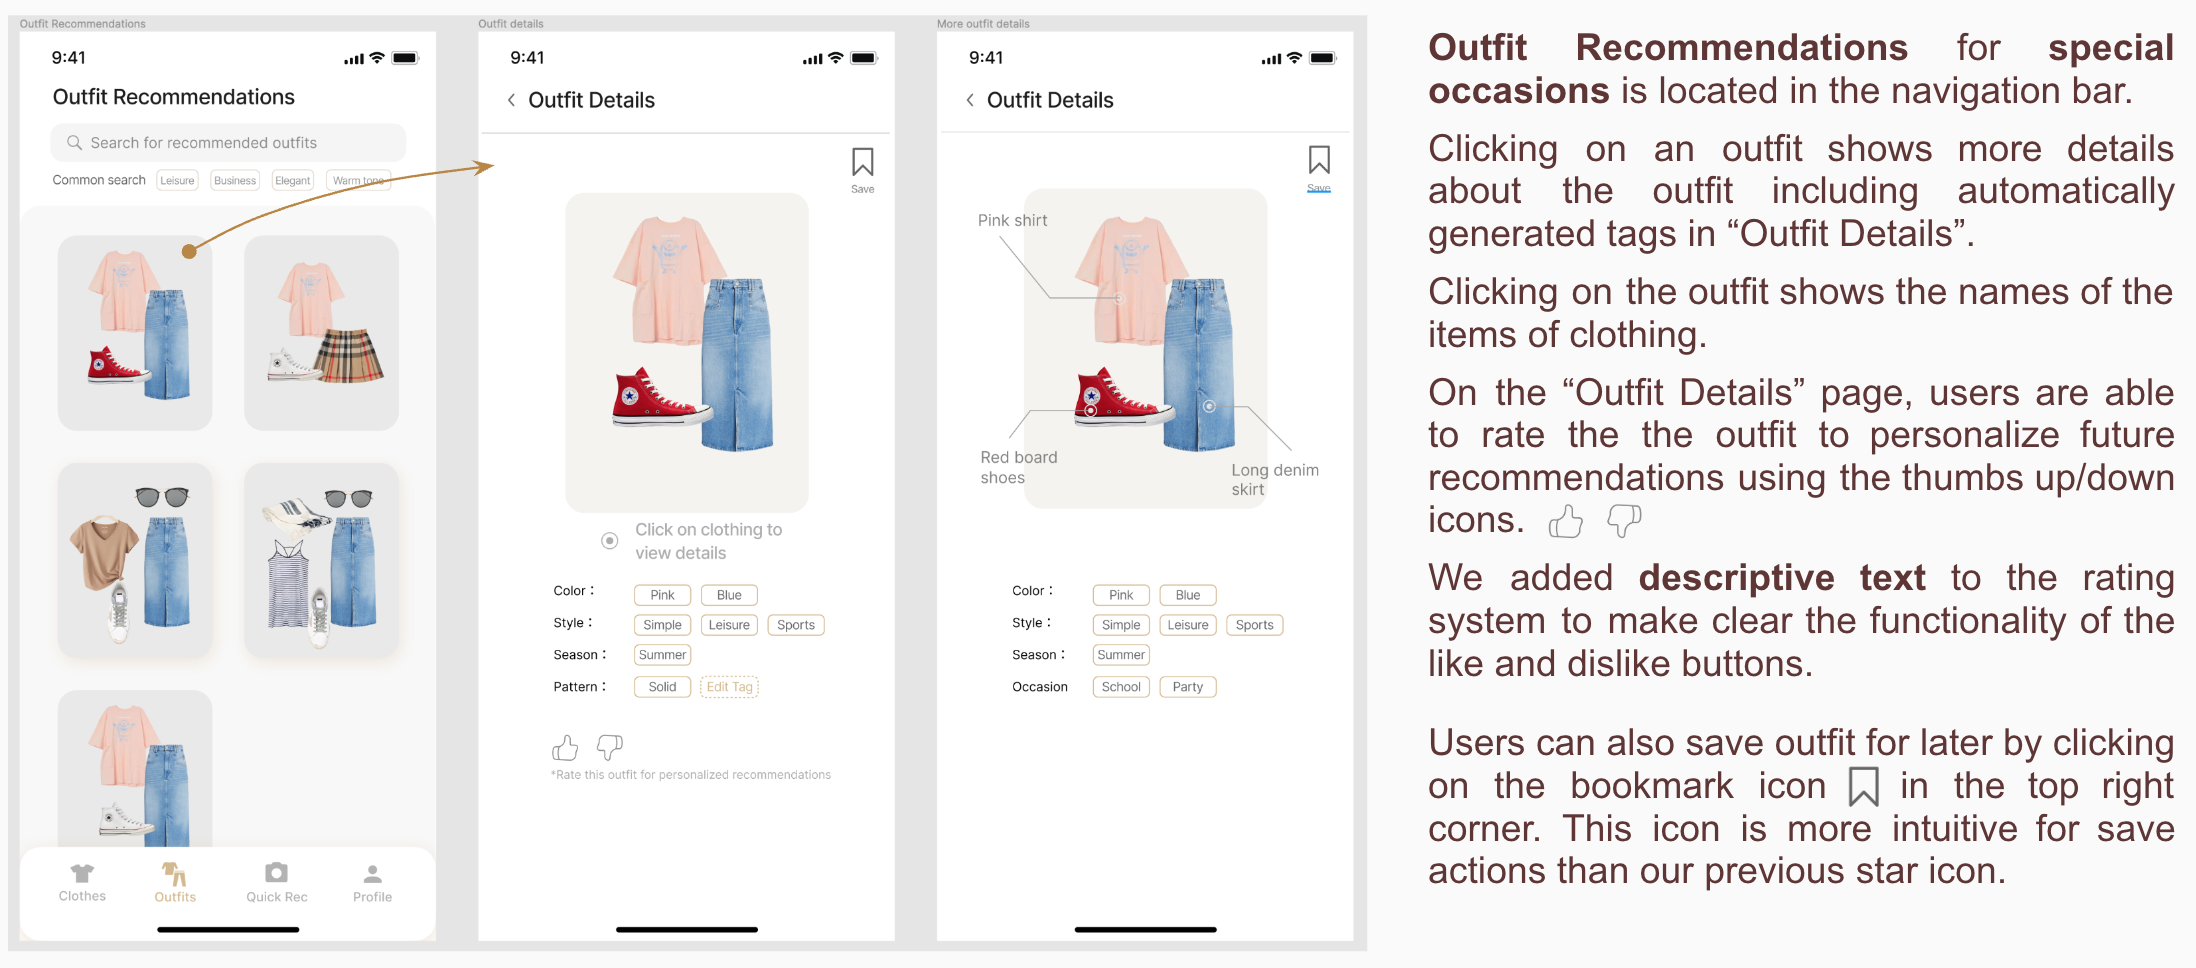 Outfit Recommendations
9:41
Outfit Recommendations
Search for recommended outfits
Common search Leisure Business Elegant Warm tops
Clothes Outfits Quick Rec Profile
Outfit details
9:41
Outfit Details
Save
Click on clothing to
view details
Color : Pink Blue
Style : Simple Leisure Sports
Season : Summer
Pattern : Solid Edit Tag
*Rate this outfit for personalized recommendations
More outfit details
9:41
Outfit Details
Save
Pink shirt
Red board
shoes
Long denim
skirt
Color : Pink Blue
Style : Simple Leisure Sports
Season : Summer
Occasion School Party
Outfit Recommendations for special
occasions is located in the navigation bar.
Clicking on an outfit shows more details
about the outfit including automatically
generated tags in “Outfit Details”.
Clicking on the outfit shows the names of the
items of clothing.
On the “Outfit Details” page, users are able
to rate the the outfit to personalize future
recommendations using the thumbs up/down
icons.
We added descriptive text to the rating
system to make clear the functionality of the
like and dislike buttons.
Users can also save outfit for later by clicking
on the bookmark icon in the top right
corner. This icon is more intuitive for save
actions than our previous star icon.